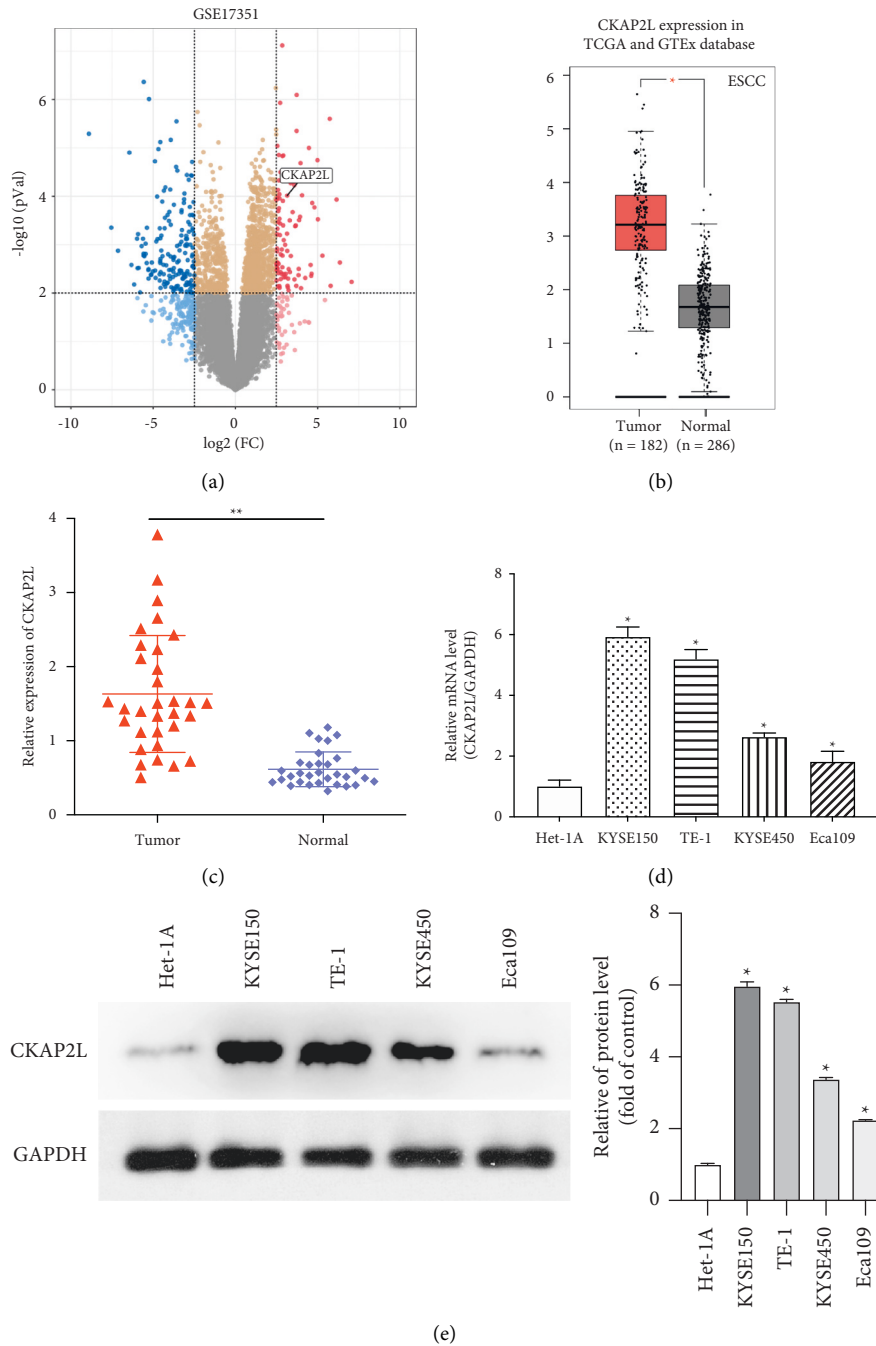 GSE17351
6
4
2
0
-log10 (pVal)
CKAP2L
-10
-5
0
5
10
log2 (FC)
(a)
CKAP2L expression in
TCGA and GTEx database
ESCC
*
6
5
4
3
2
1
0
Tumor
(n = 182)
Normal
(n = 286)
(b)
4
3
2
1
0
Relative expression of CKAP2L
**
Tumor
Normal
(c)
8
6
4
2
0
Relative mRNA level
(CKAP2L/GAPDH)
*
*
*
*
Het-1A
KYSE150
TE-1
KYSE450
Eca109
(d)
Het-1A
KYSE150
TE-1
KYSE450
Eca109
CKAP2L
GAPDH
8
6
4
2
0
Relative of protein level
(fold of control)
*
*
*
*
Het-1A
KYSE150
TE-1
KYSE450
Eca109
(e)